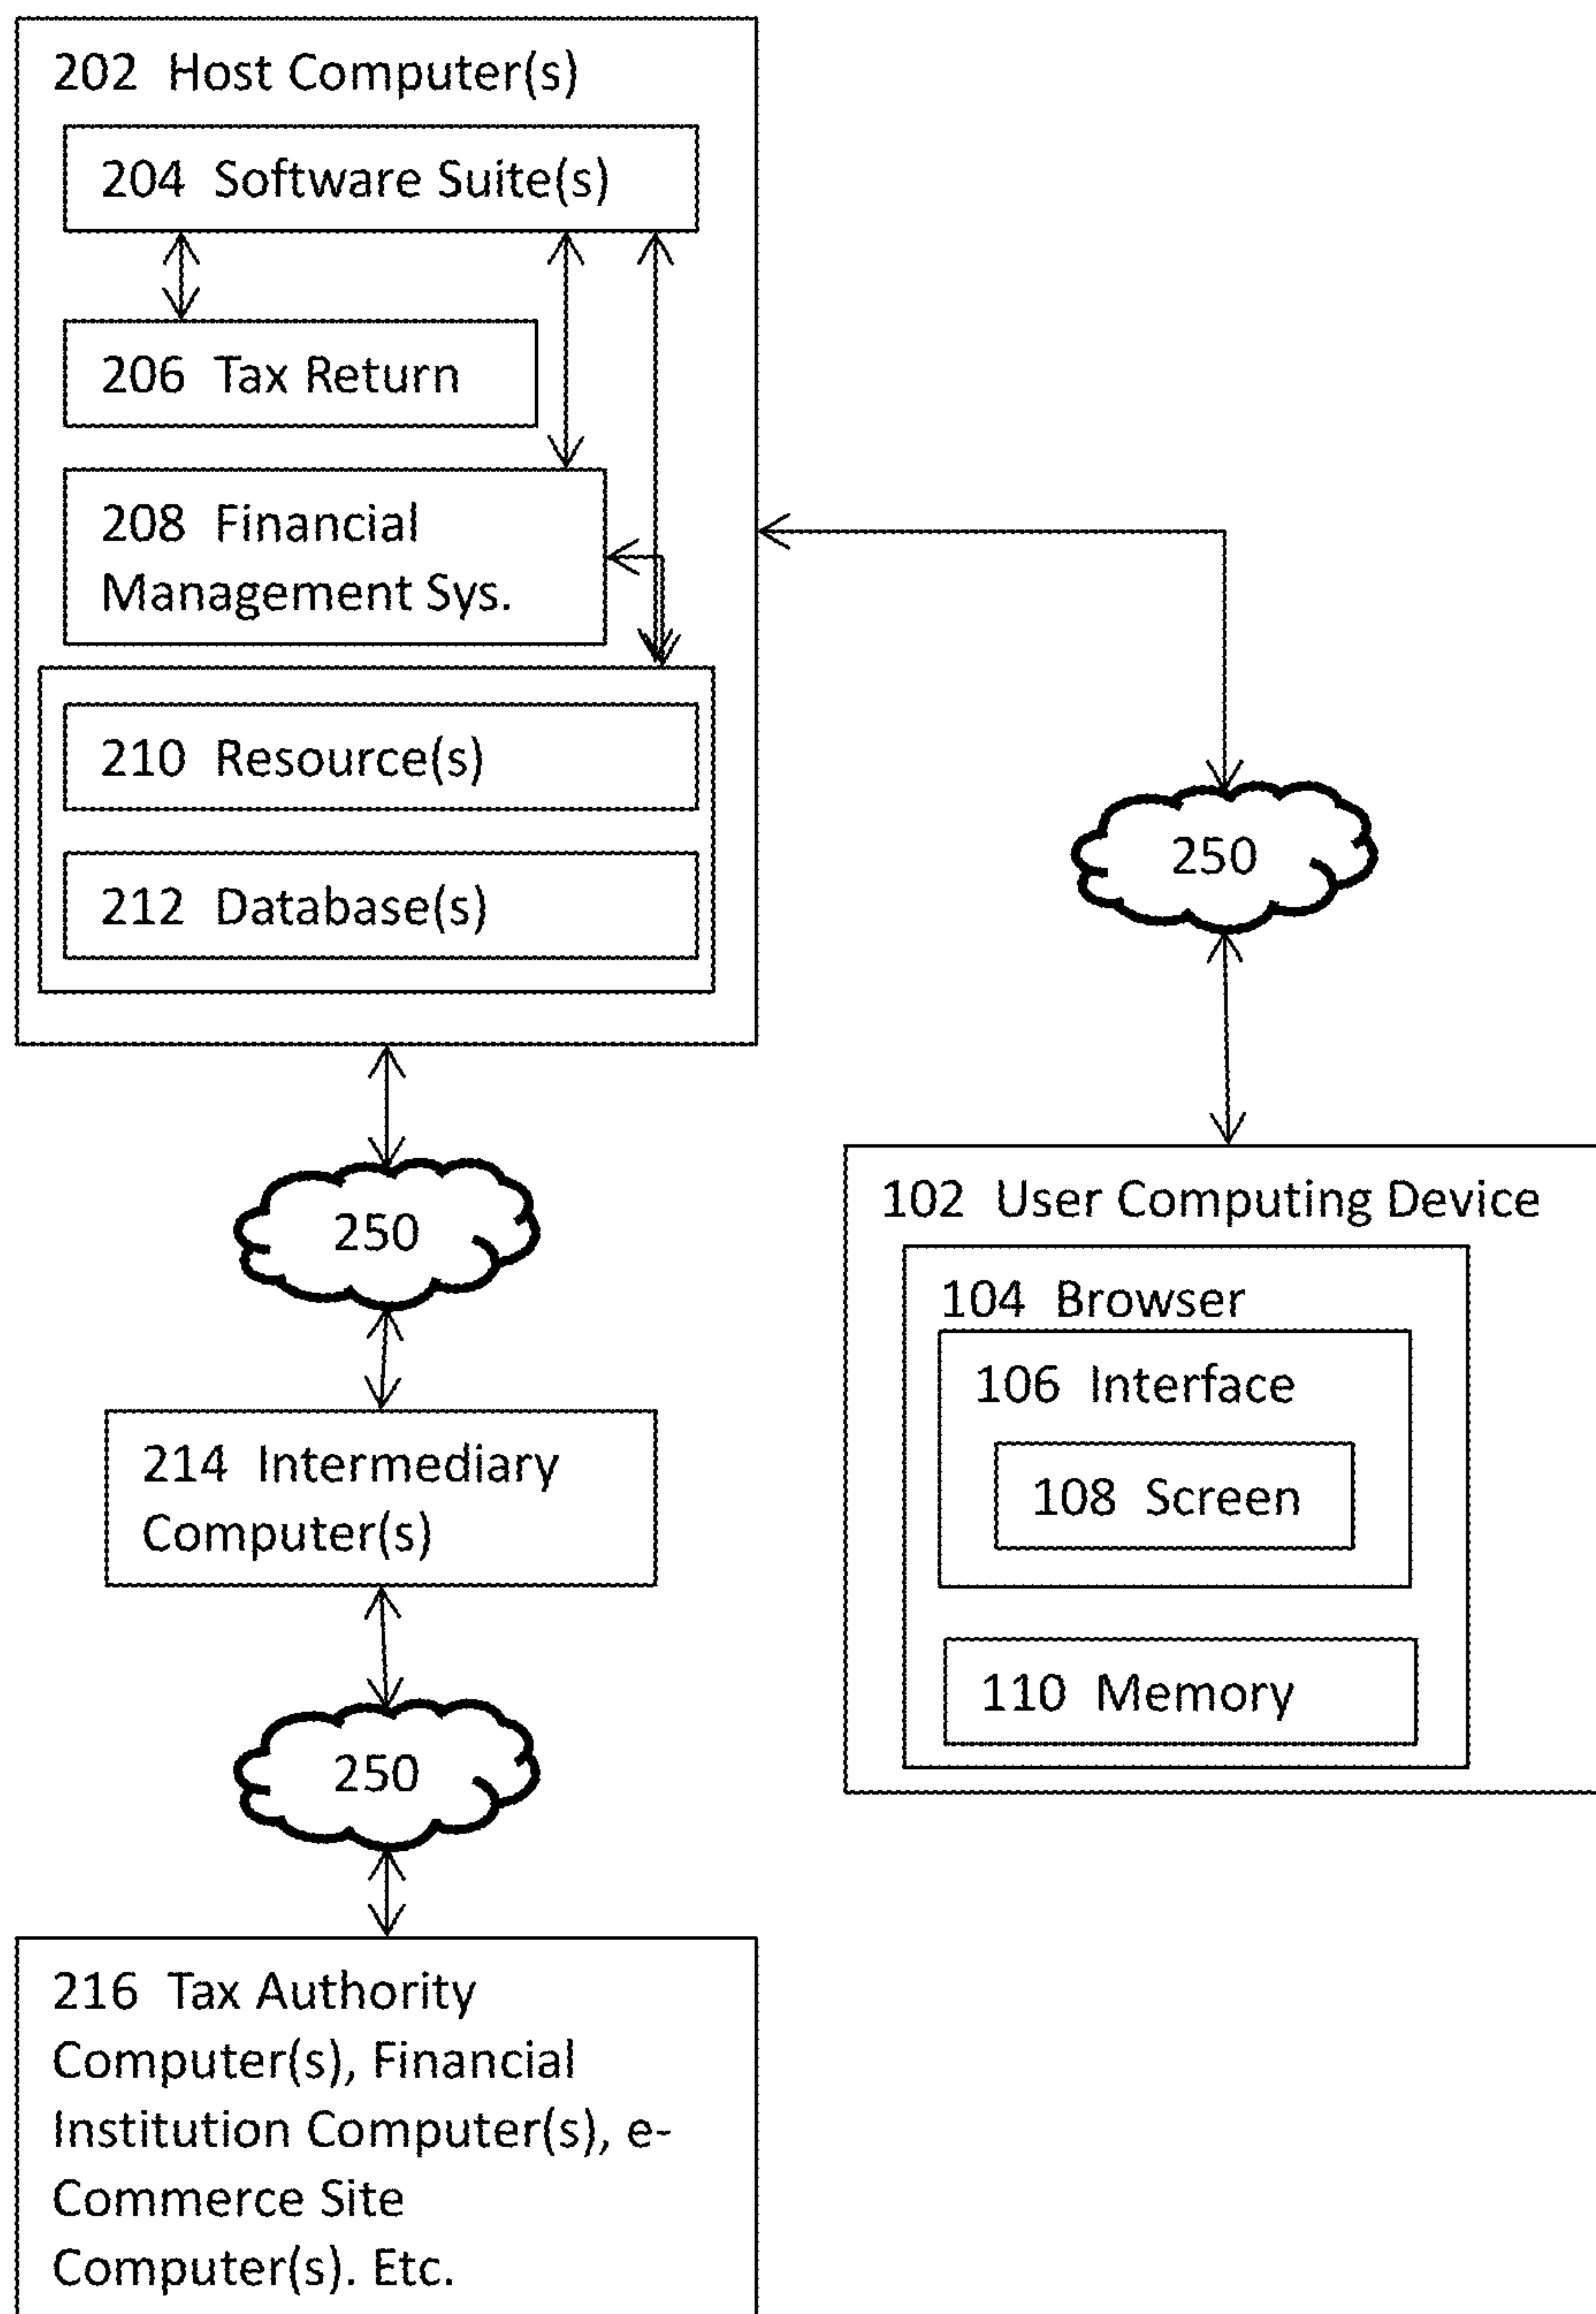 202 Host Computer(s)
204 Software Suite(s)
206 Tax Return
208 Financial
Management Sys.
210 Resource(s)
212 Database(s)
250
250
102 User Computing Device
104 Browser
106 Interface
108 Screen
110 Memory
214 Intermediary
Computer(s)
250
216 Tax Authority
Computer(s), Financial
Institution Computer(s), e-
Commerce Site
Computer(s). Etc.